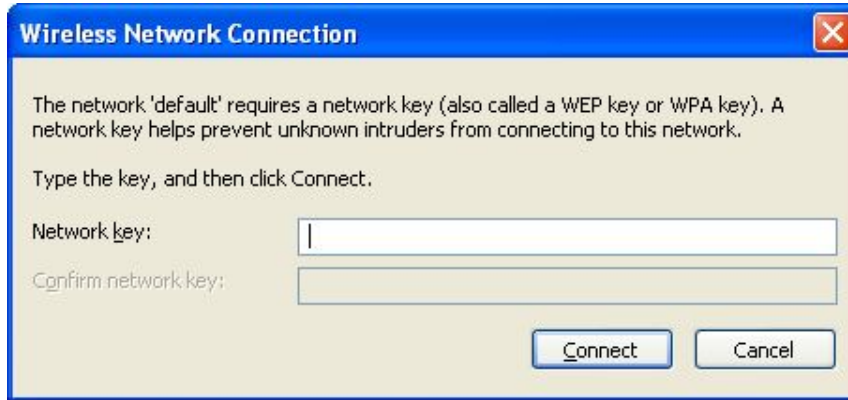 Wireless Network Connection
The network 'default' requires a network key (also called a WEP key or WPA key). A
network key helps prevent unknown intruders from connecting to this network.
Type the key, and then click Connect.
Network key:
Confirm network key:
Connect Cancel